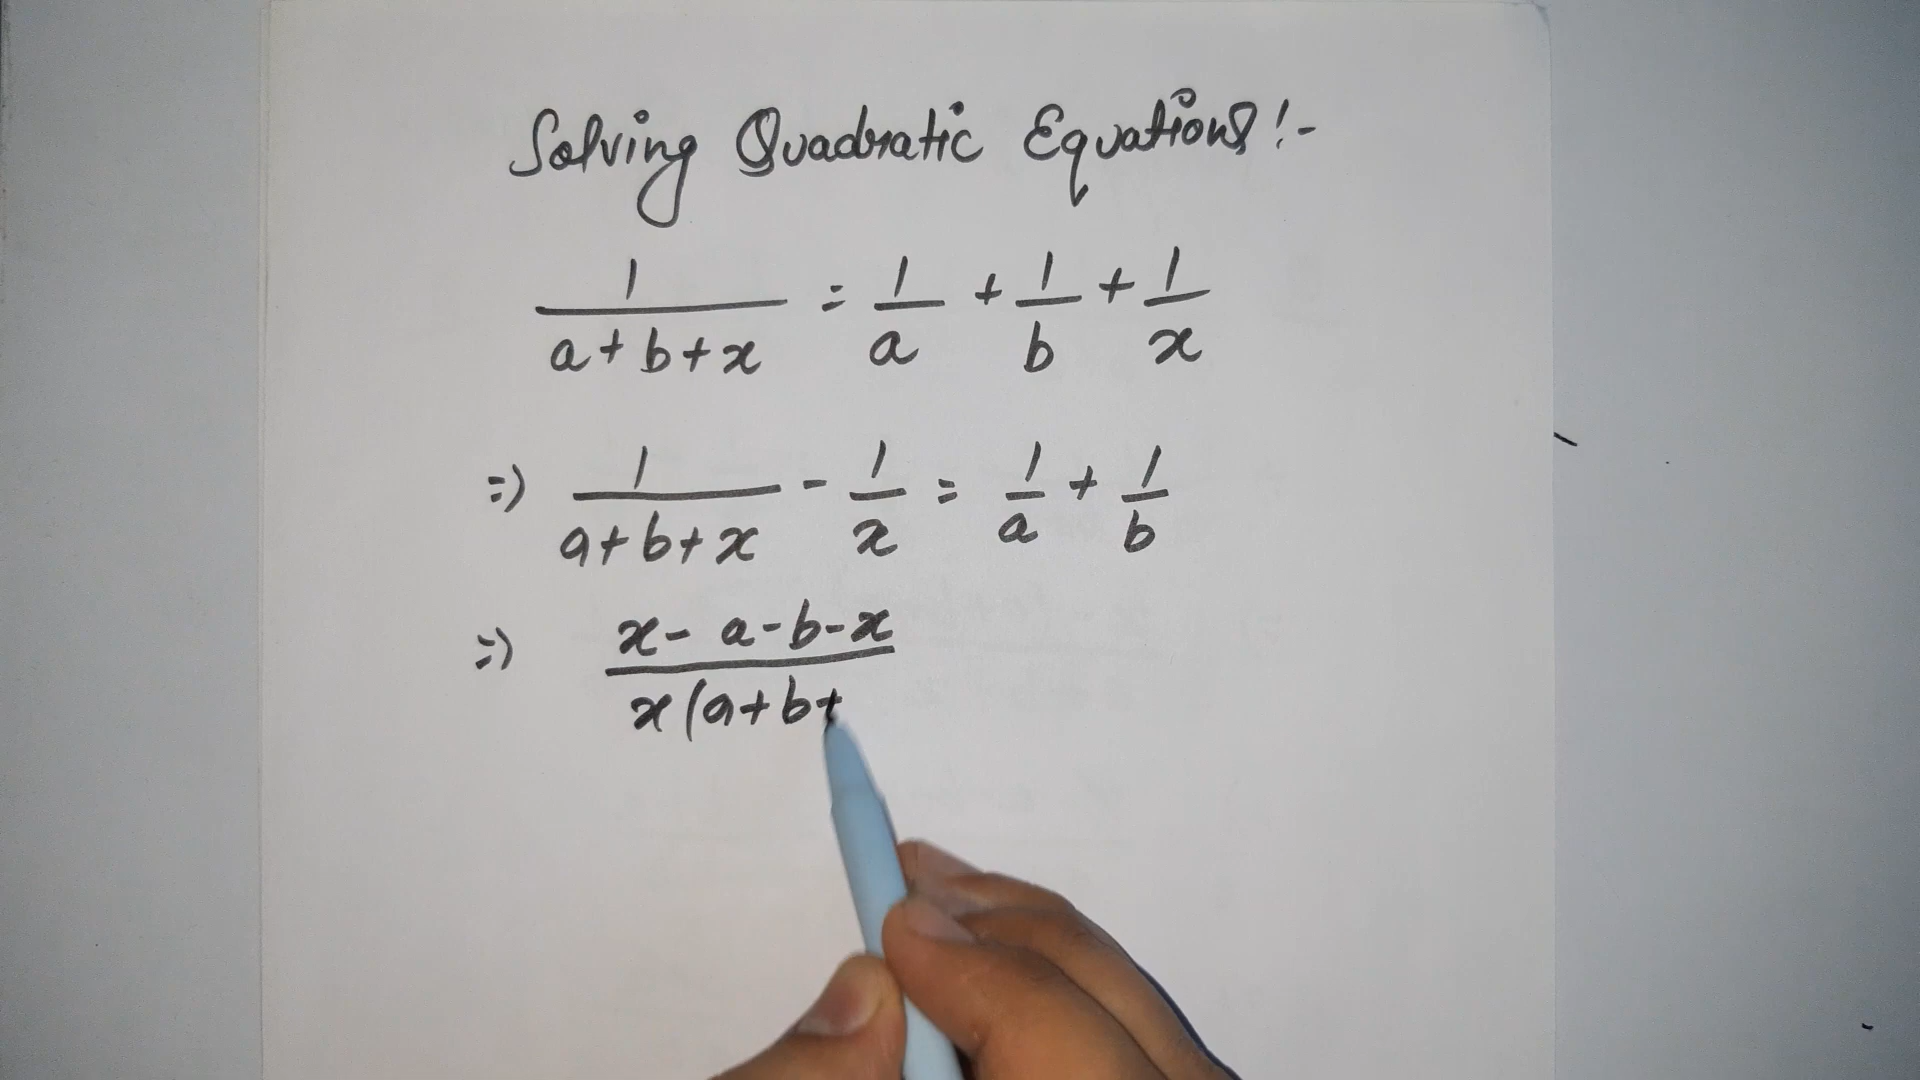 Solving Quadratic Equations :-
1/(a+b+x) = 1/a + 1/b + 1/x
=) 1/(a+b+x) - 1/x = 1/a + 1/b
=) x- a-b-x
x(a+b+